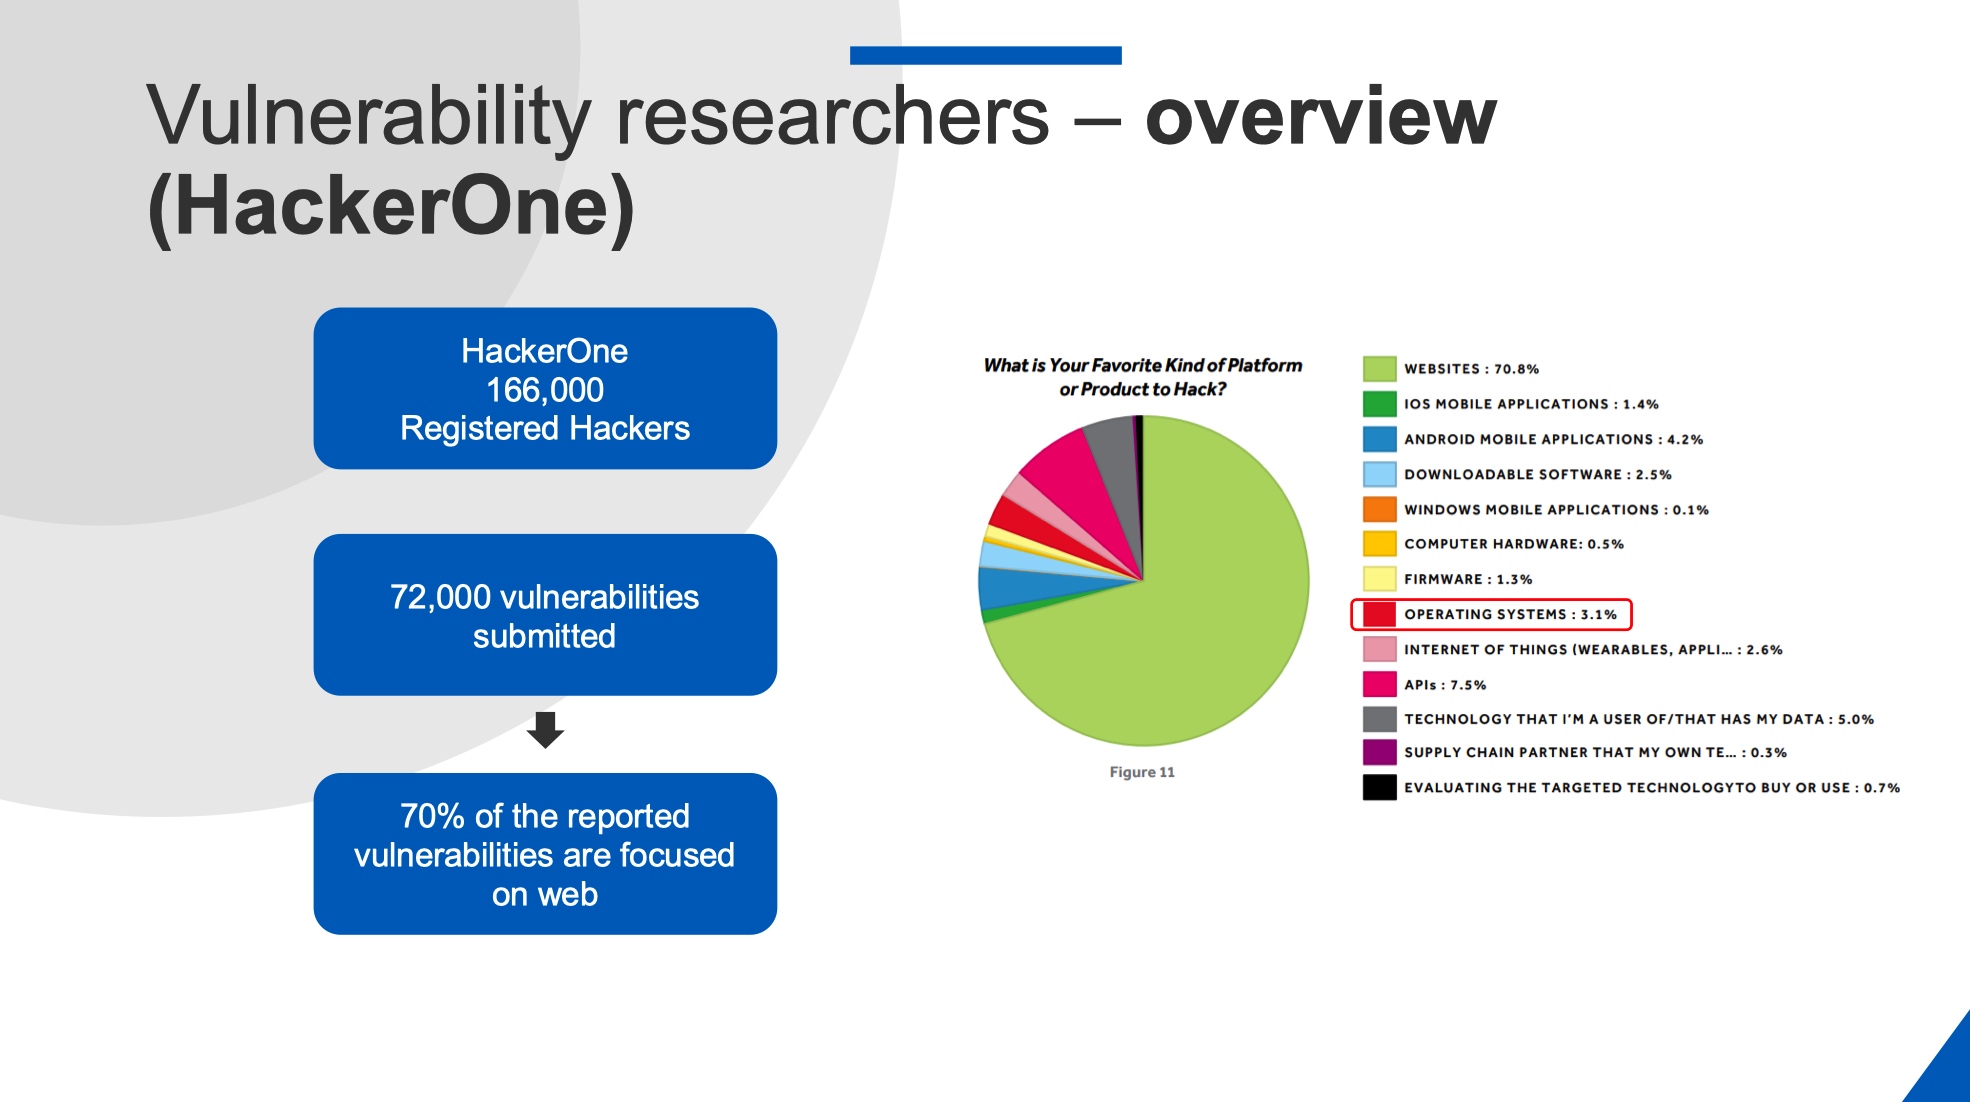 Vulnerability researchers – overview
(HackerOne)
HackerOne
166,000
Registered Hackers
72,000 vulnerabilities
submitted
70% of the reported
vulnerabilities are focused
on web
What is Your Favorite Kind of Platform
or Product to Hack?
Figure 11
WEBSITES : 70.8%
IOS MOBILE APPLICATIONS : 1.4%
ANDROID MOBILE APPLICATIONS : 4.2%
DOWNLOADABLE SOFTWARE : 2.5%
WINDOWS MOBILE APPLICATIONS : 0.1%
COMPUTER HARDWARE: 0.5%
FIRMWARE : 1.3%
OPERATING SYSTEMS : 3.1%
INTERNET OF THINGS (WEARABLES, APPLI... : 2.6%
APIs : 7.5%
TECHNOLOGY THAT I'M A USER OF/THAT HAS MY DATA : 5.0%
SUPPLY CHAIN PARTNER THAT MY OWN TE... : 0.3%
EVALUATING THE TARGETED TECHNOLOGYTO BUY OR USE : 0.7%